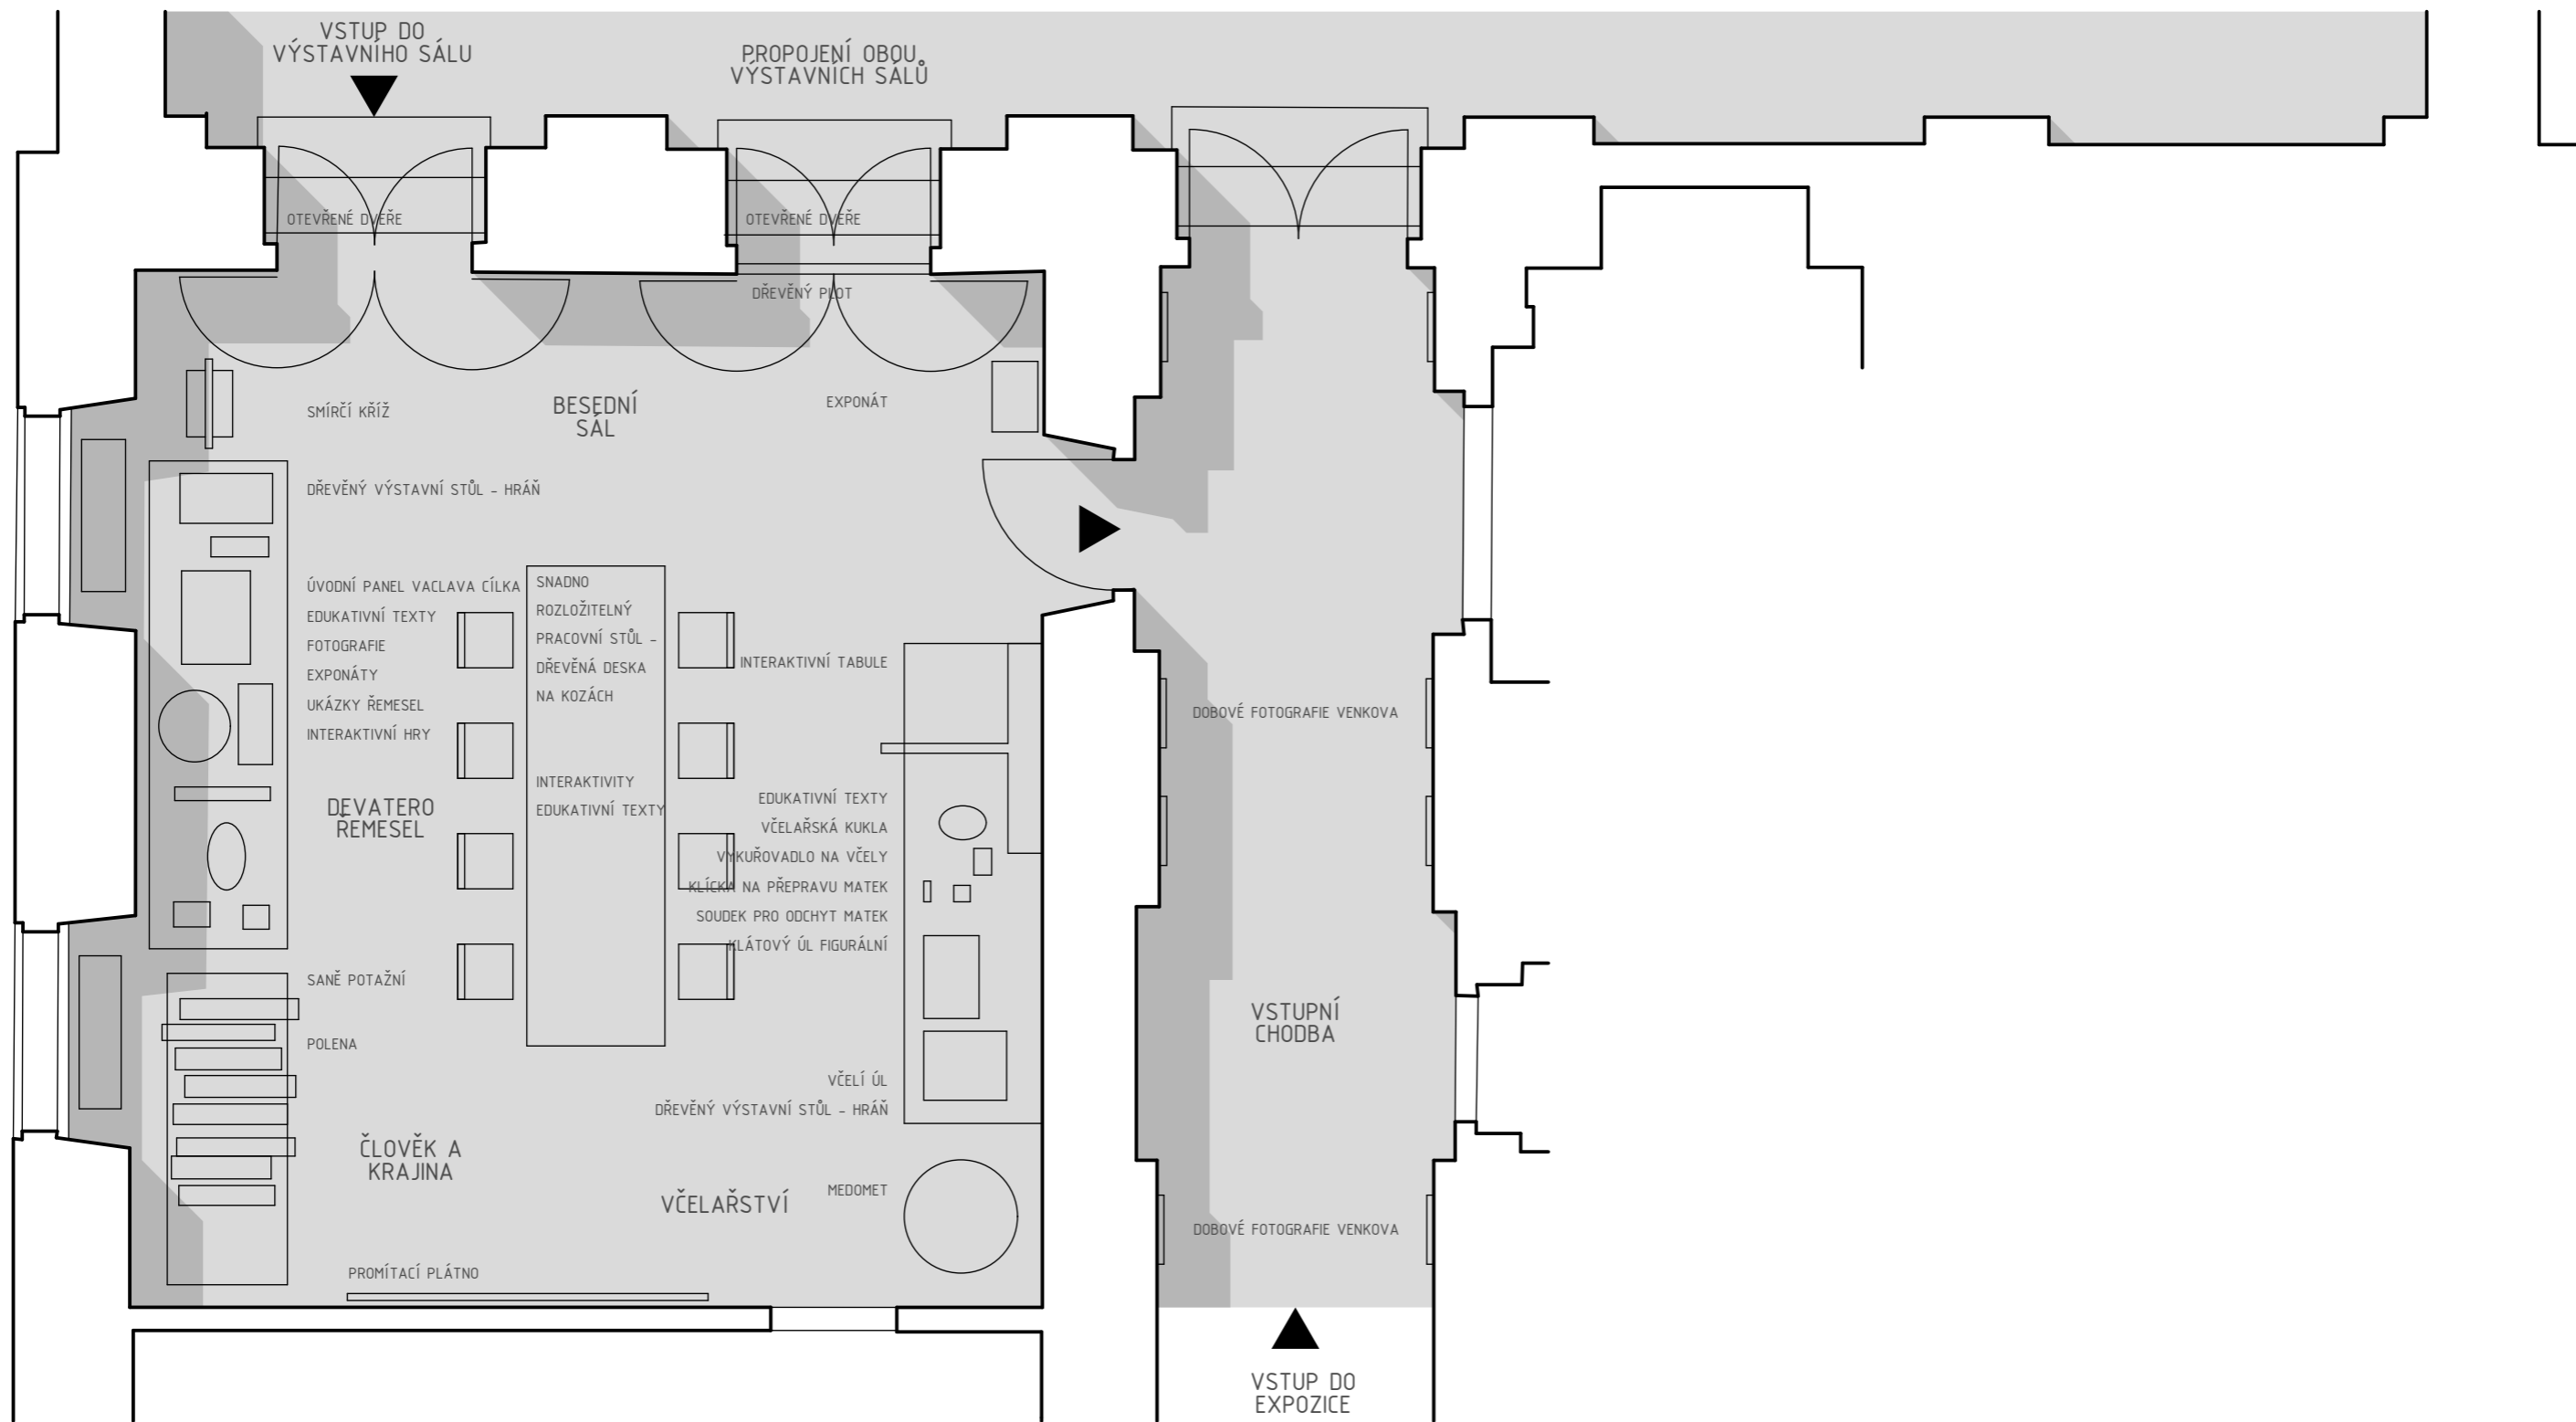 VSTUP DO
VÝSTAVNÍHO SÁLU
PROPOJENÍ OBOU
VÝSTAVNÍCH SÁLŮ
OTEVŘENÉ DVEŘE
OTEVŘENÉ DVEŘE
DŘEVĚNÝ PLOT
SMÍRČÍ KŘÍŽ
BESEDNÍ
SÁL
EXPONÁT
DŘEVĚNÝ VÝSTAVNÍ STŮL - HRÁŇ
ÚVODNÍ PANEL VACLAVA CÍLKA
EDUKATIVNÍ TEXTY
FOTOGRAFIE
EXPONÁTY
UKÁZKY ŘEMESEL
INTERAKTIVNÍ HRY
SNADNO
ROZLOŽITELNÝ
PRACOVNÍ STŮL -
DŘEVĚNÁ DESKA
NA KOZÁCH
INTERAKTIVITY
EDUKATIVNÍ TEXTY
INTERAKTIVNÍ TABULE
DEVATERO
ŘEMESEL
EDUKATIVNÍ TEXTY
VČELAŘSKÁ KUKLA
VYKUŘOVADLO NA VČELY
KLÍCKA NA PŘEPRAVU MATEK
SOUDEK PRO ODCHYT MATEK
KLÁTOVÝ ÚL FIGURÁLNÍ
SANĚ POTAŽNÍ
POLENA
VČELÍ ÚL
DŘEVĚNÝ VÝSTAVNÍ STŮL - HRÁŇ
ČLOVĚK A
KRAJINA
VČELAŘSTVÍ
MEDOMET
PROMÍTACÍ PLÁTNO
DOBOVÉ FOTOGRAFIE VENKOVA
VSTUPNÍ
CHODBA
DOBOVÉ FOTOGRAFIE VENKOVA
VSTUP DO
EXPOZICE